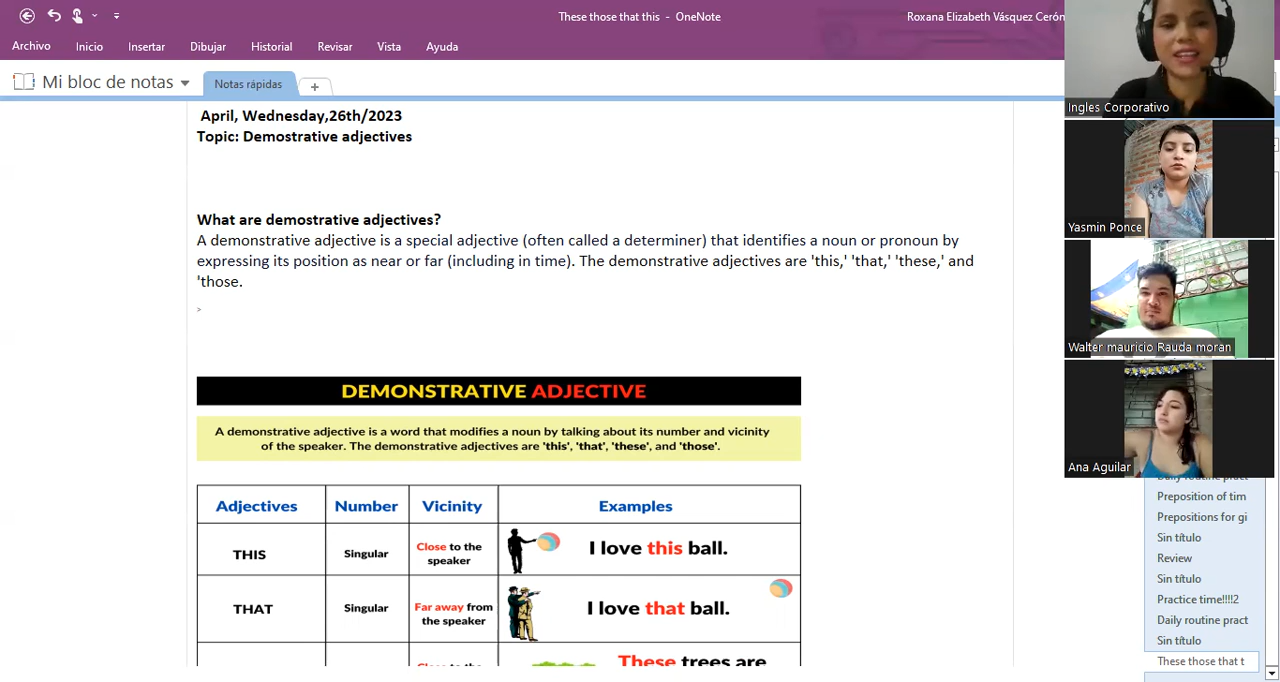 These those that this - OneNote
Roxana Elizabeth Vásquez Cerón
Archivo Inicio Insertar Dibujar Historial Revisar Vista Ayuda
Mi bloc de notas
Notas rápidas
April, Wednesday,26th/2023
Topic: Demostrative adjectives
What are demostrative adjectives?
A demonstrative adjective is a special adjective (often called a determiner) that identifies a noun or pronoun by
expressing its position as near or far (including in time). The demonstrative adjectives are 'this,' 'that,' 'these,' and
'those.
>
DEMONSTRATIVE ADJECTIVE
A demonstrative adjective is a word that modifies a noun by talking about its number and vicinity
of the speaker. The demonstrative adjectives are 'this', 'that', 'these', and 'those'.
Adjectives Number Vicinity Examples
THIS Singular Close to the
speaker
I love this ball.
THAT Singular Far away from
the speaker
I love that ball.
These trees are
Ingles Corporativo
Yasmin Ponce
Walter mauricio Rauda moran
Ana Aguilar
Daily routine pract
Preposition of tim
Prepositions for gi
Sin título
Review
Sin título
Practice time!!!!2
Daily routine pract
Sin título
These those that t